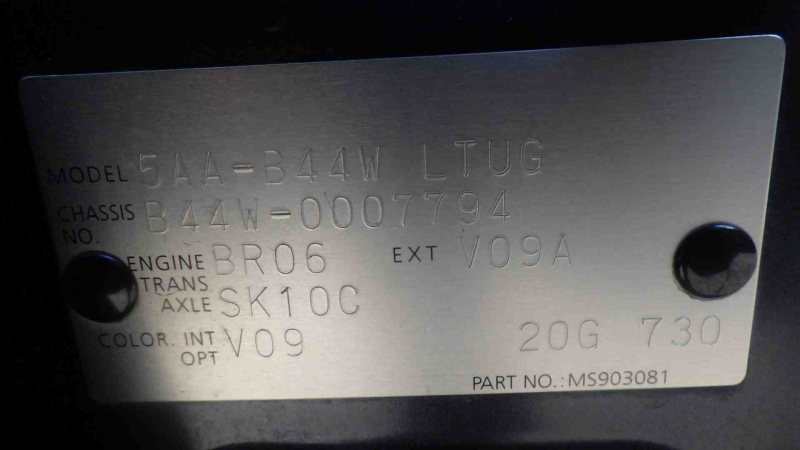 MODEL 5AA-B44W LTUG
CHASSIS NO. B44W-0007794
ENGINE BR06 EXT V09A
TRANS AXLE SK10C
COLOR. INT OPT V09 20G 730
PART NO.:MS903081